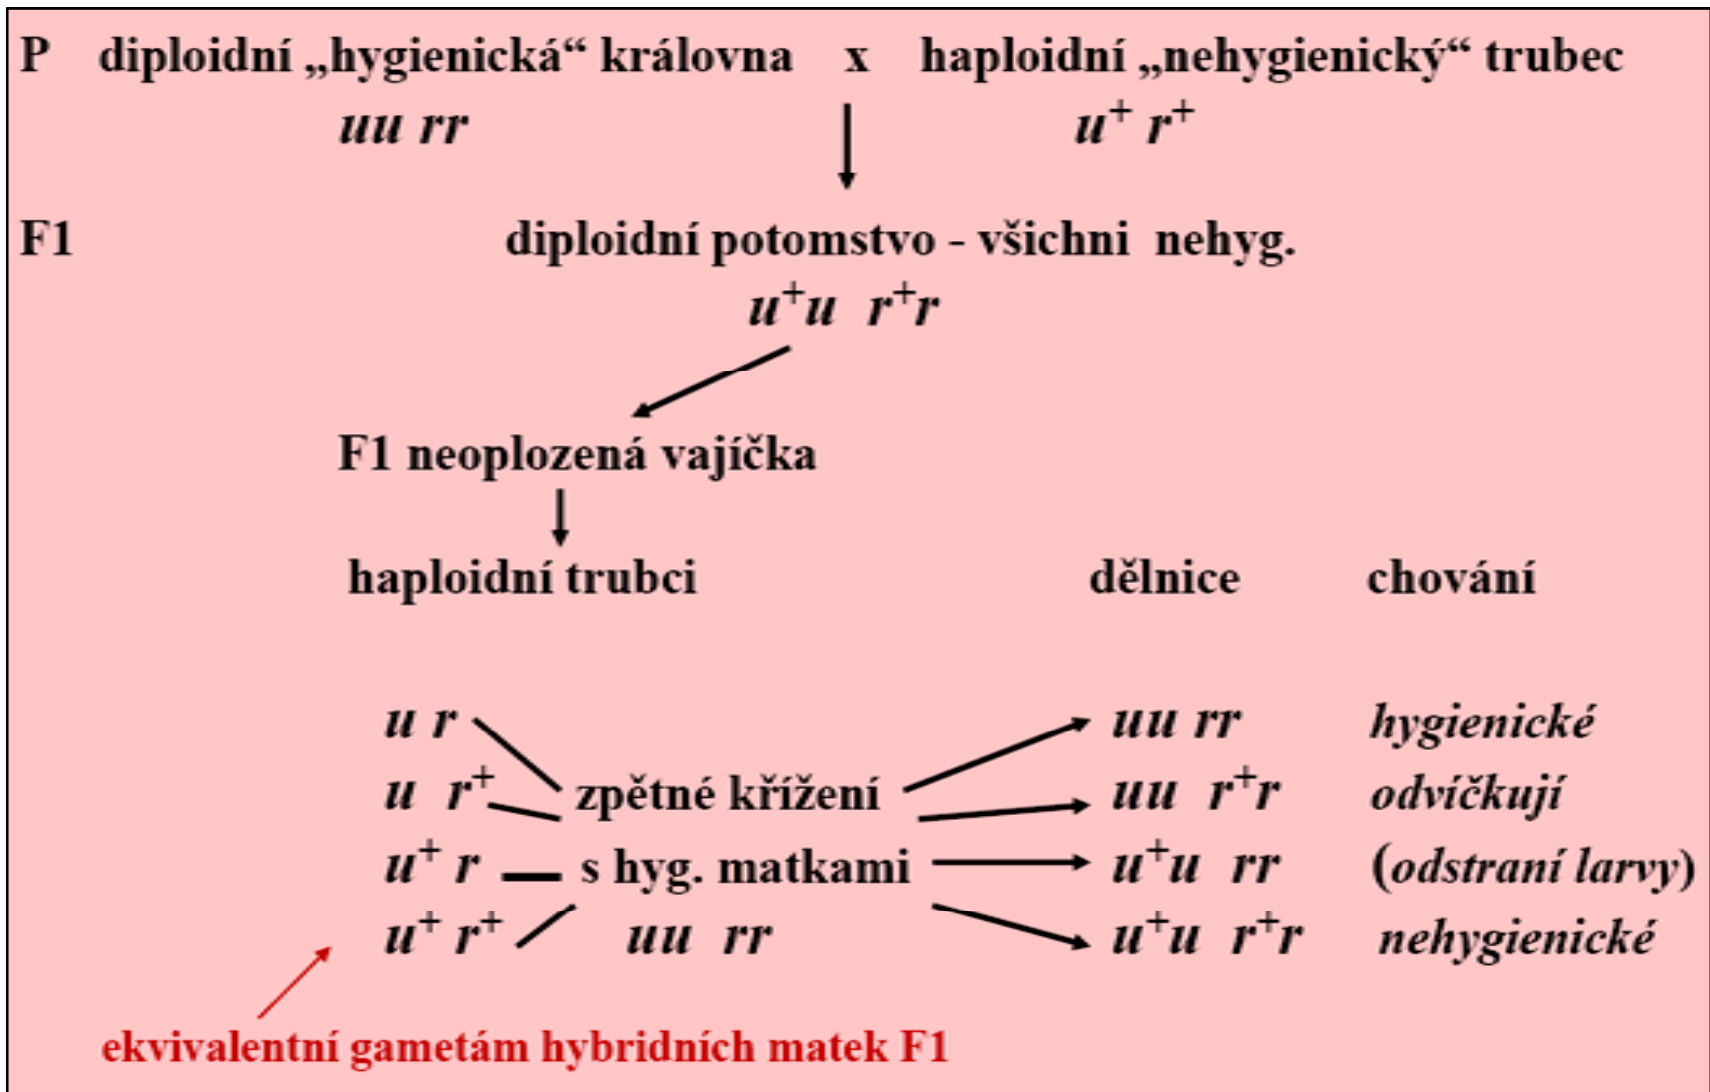 P diploidní „hygienická“ královna x haploidní „nehygienický“ trubec
uu rr u⁺ r⁺
F1 diploidní potomstvo - všichni nehyg.
u⁺u r⁺r
F1 neoplozená vajíčka
haploidní trubci dělnice chování
u r uu rr hygienické
u r⁺ zpětné křížení uu r⁺r odvíčkují
u⁺ r s hyg. matkami u⁺u rr (odstraní larvy)
u⁺ r⁺ uu rr u⁺u r⁺r nehygienické
ekvivalentní gametám hybridních matek F1